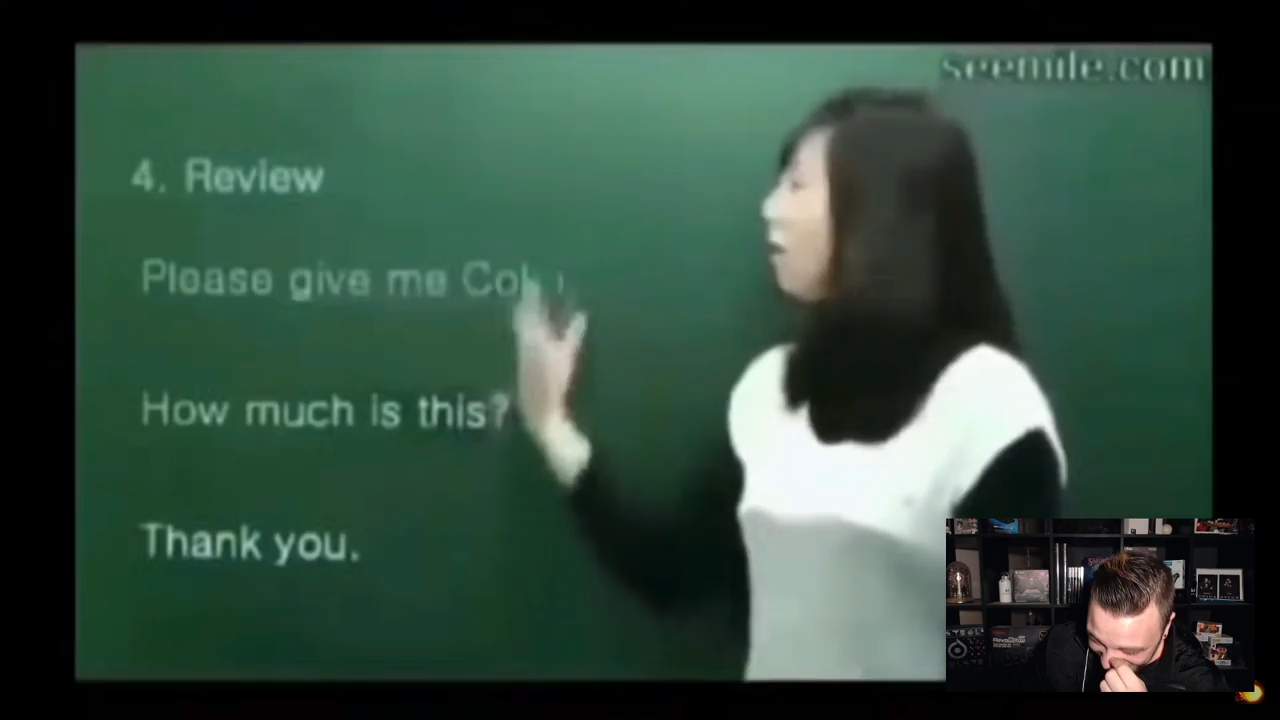 seemile.com
4. Review
Please give me
How much is this?
Thank you.